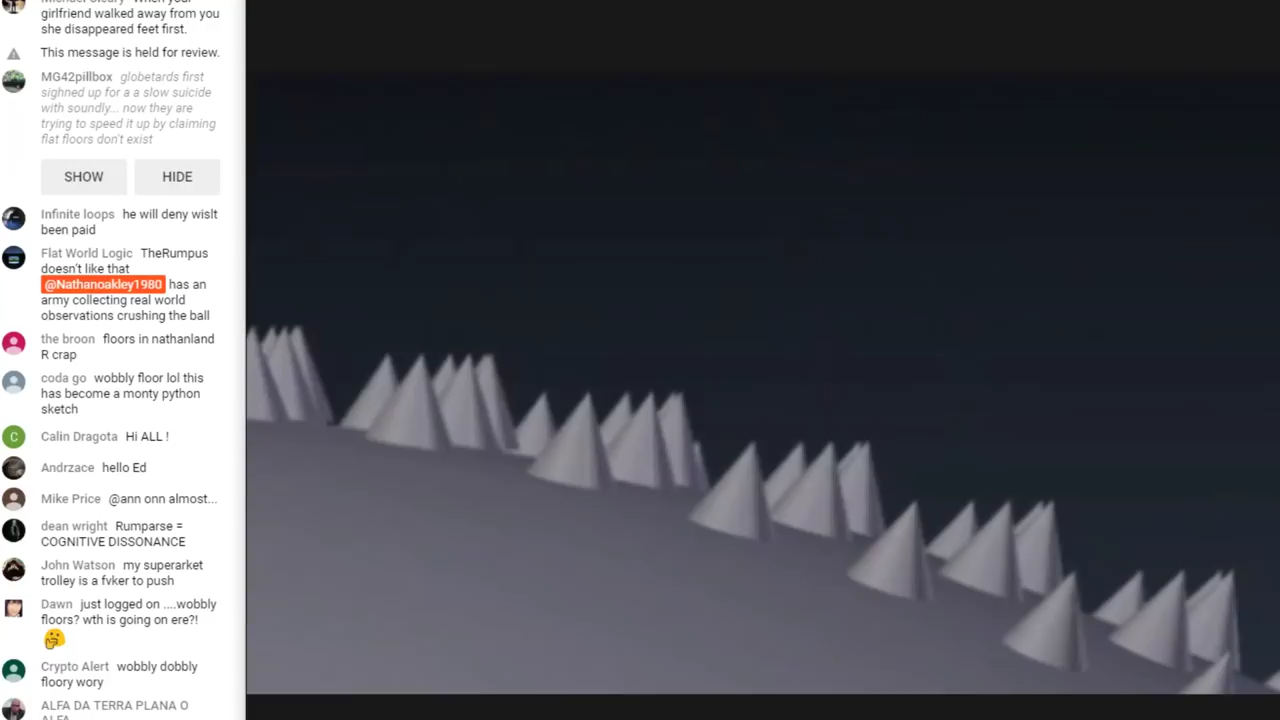 girlfriend walked away from you
she disappeared feet first.
This message is held for review.
MG42pillbox globetards first
sighned up for a a slow suicide
with soundly... now they are
trying to speed it up by claiming
flat floors don't exist
SHOW HIDE
Infinite loops he will deny wislt
been paid
Flat World Logic TheRumpus
doesn't like that
@Nathanoakley1980 has an
army collecting real world
observations crushing the ball
the broon floors in nathanland
R crap
coda go wobbly floor lol this
has become a monty python
sketch
C
Calin Dragota Hi ALL !
Andrzace hello Ed
Mike Price @ann onn almost...
dean wright Rumparse =
COGNITIVE DISSONANCE
John Watson my superarket
trolley is a fvker to push
Dawn just logged on ....wobbly
floors? wth is going on ere?!
Crypto Alert wobbly dobbly
floory wory
ALFA DA TERRA PLANA O